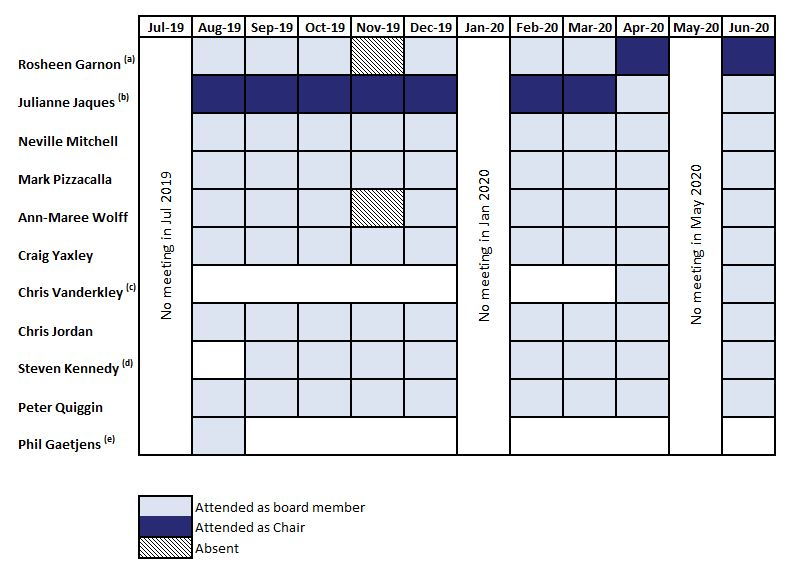 Jul-19 Aug-19 Sep-19 Oct-19 Nov-19 Dec-19 Jan-20 Feb-20 Mar-20 Apr-20 May-20 Jun-20
Rosheen Garnon (a)
Julianne Jaques (b)
Neville Mitchell
Mark Pizzacalla
Ann-Maree Wolff
Craig Yaxley
Chris Vanderkley (c)
Chris Jordan
Steven Kennedy (d)
Peter Quiggin
Phil Gaetjens (e)
No meeting in Jul 2019
No meeting in Jan 2020
No meeting in May 2020
Attended as board member
Attended as Chair
Absent